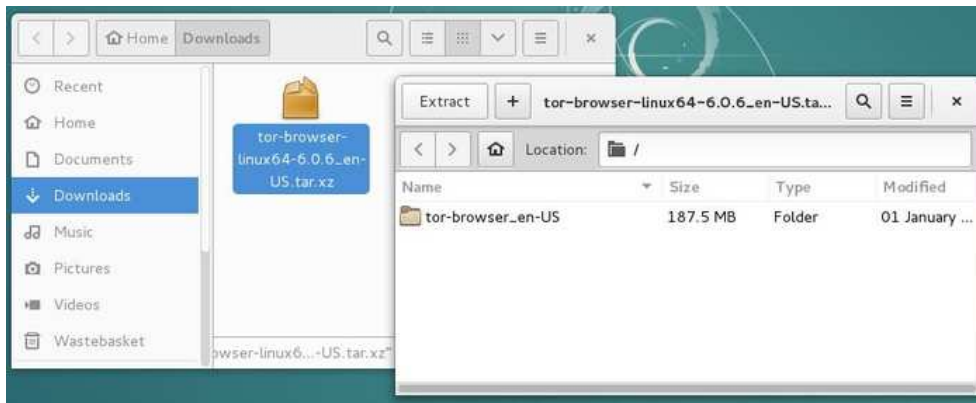 Home Downloads
Recent
Home
Documents
Downloads
Music
Pictures
Videos
Wastebasket
tor-browser-
linux64-6.0.6_en-
US.tar.xz
owser-linux6...-US.tar.xz"
Extract + tor-browser-linux64-6.0.6_en-US.ta...
Location: /
Name Size Type Modified
tor-browser_en-US 187.5 MB Folder 01 January ...